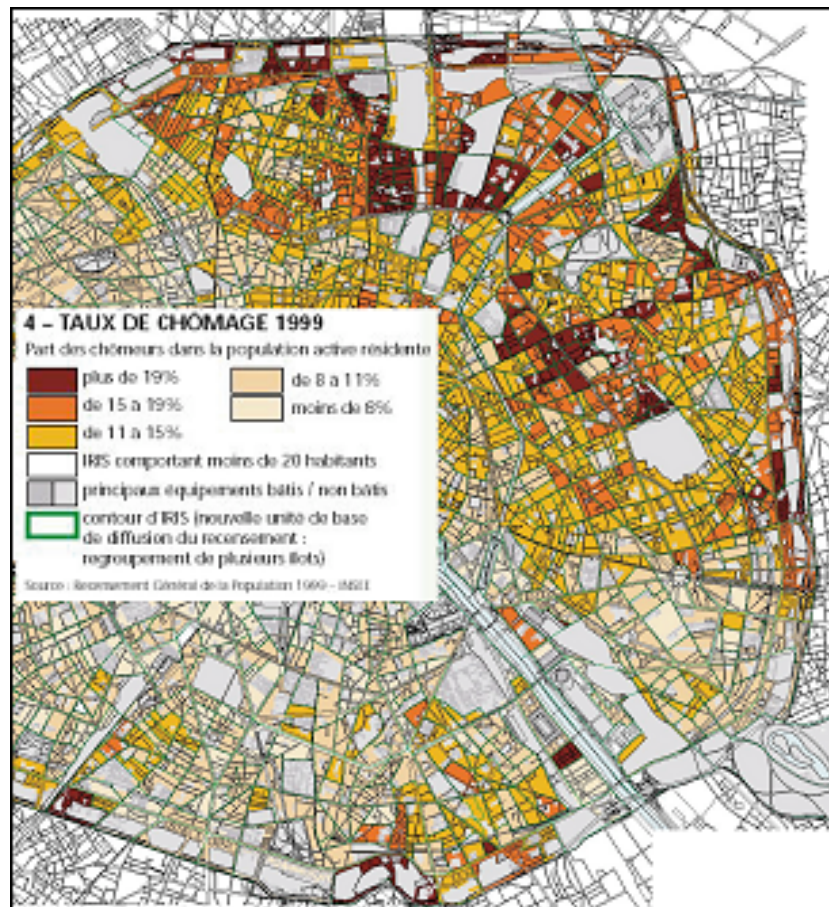 4 – TAUX DE CHÔMAGE 1999
Part des chômeurs dans la population active résidente
plus de 19%
de 15 a 19%
de 11 a 15%
de 8 a 11%
moins de 6%
IRIS comportant moins de 20 habitants
principaux équipements bâtis / non bâtis
contour d'IRIS (nouvelle unité de base
de diffusion du recensement :
regroupement de plusieurs îlots)
Source : Recensement Général de la Population 1999 – INSEE